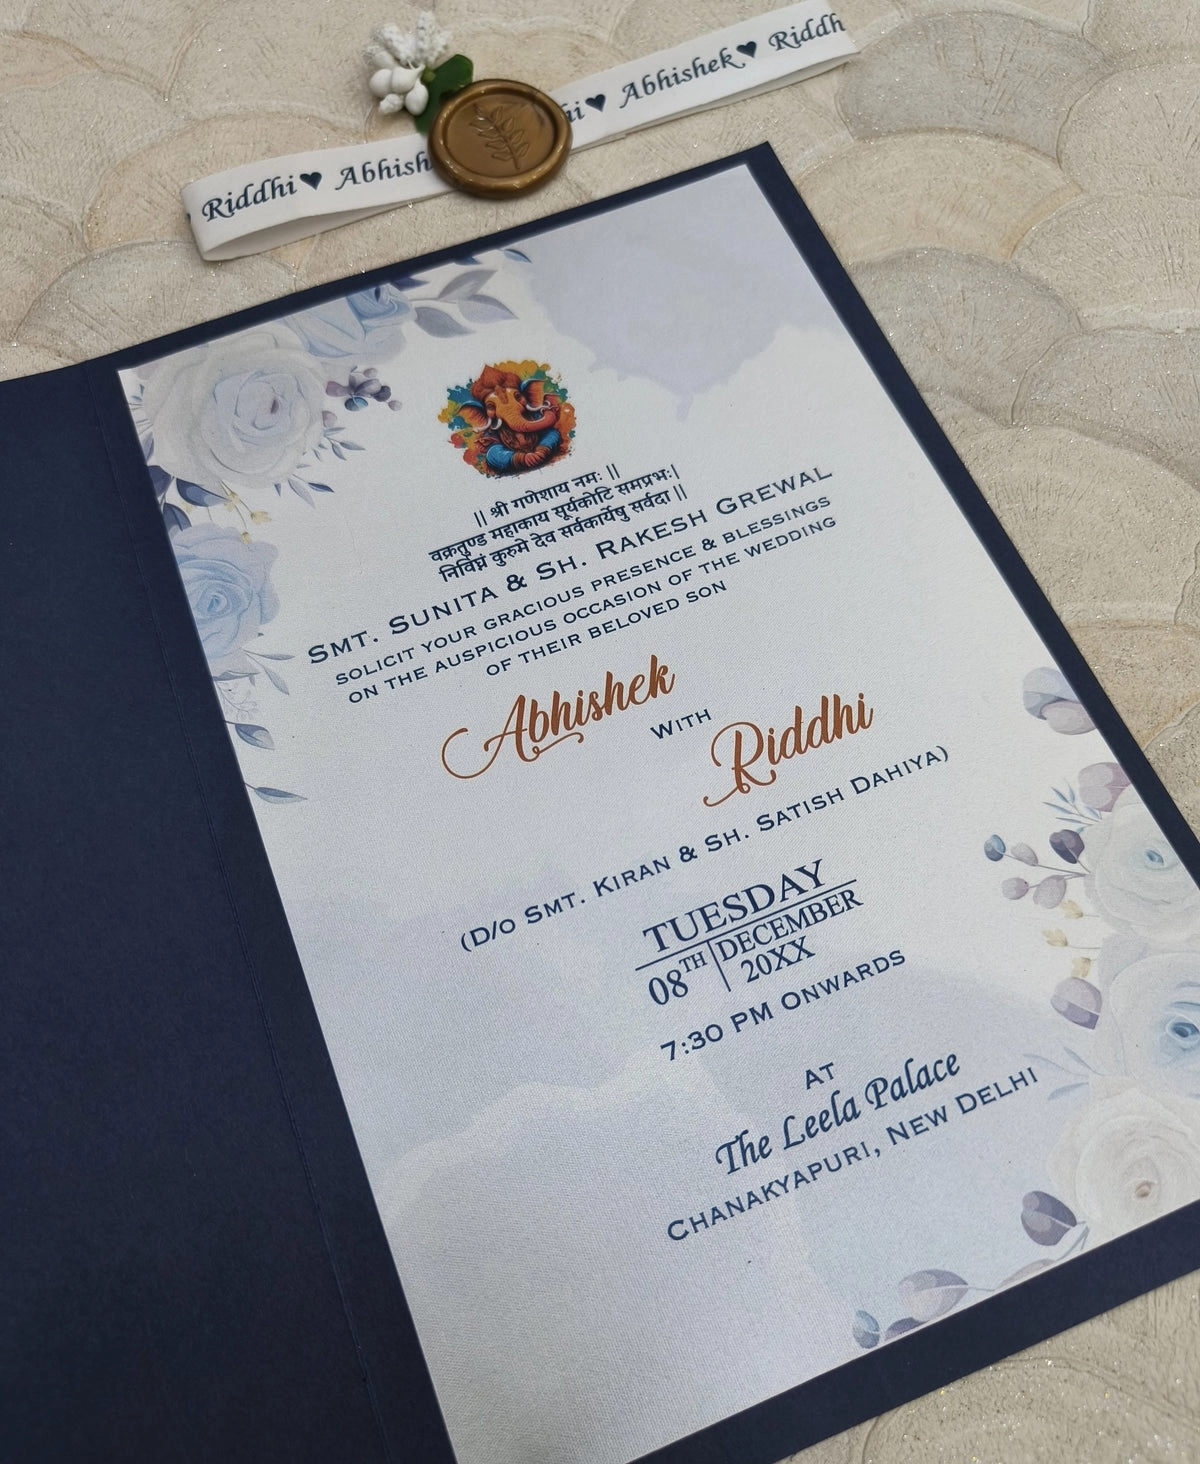 Riddhi♥ Abhish
hi♥ Abhishek♥ Riddh
|| श्री गणेशाय नमः ||
वक्रतुण्ड महाकाय सूर्यकोटि समप्रभः|
निर्विघ्नं कुरुमे देव सर्वकार्येषु सर्वदा ||
SMT. SUNITA & SH. RAKESH GREWAL
SOLICIT YOUR GRACIOUS PRESENCE & BLESSINGS
ON THE AUSPICIOUS OCCASION OF THE WEDDING
OF THEIR BELOVED SON
Abhishek
WITH
Riddhi
(D/O SMT. KIRAN & SH. SATISH DAHIYA)
TUESDAY
08TH | DECEMBER
20XX
7:30 PM ONWARDS
AT
The Leela Palace
CHANAKYAPURI, NEW DELHI